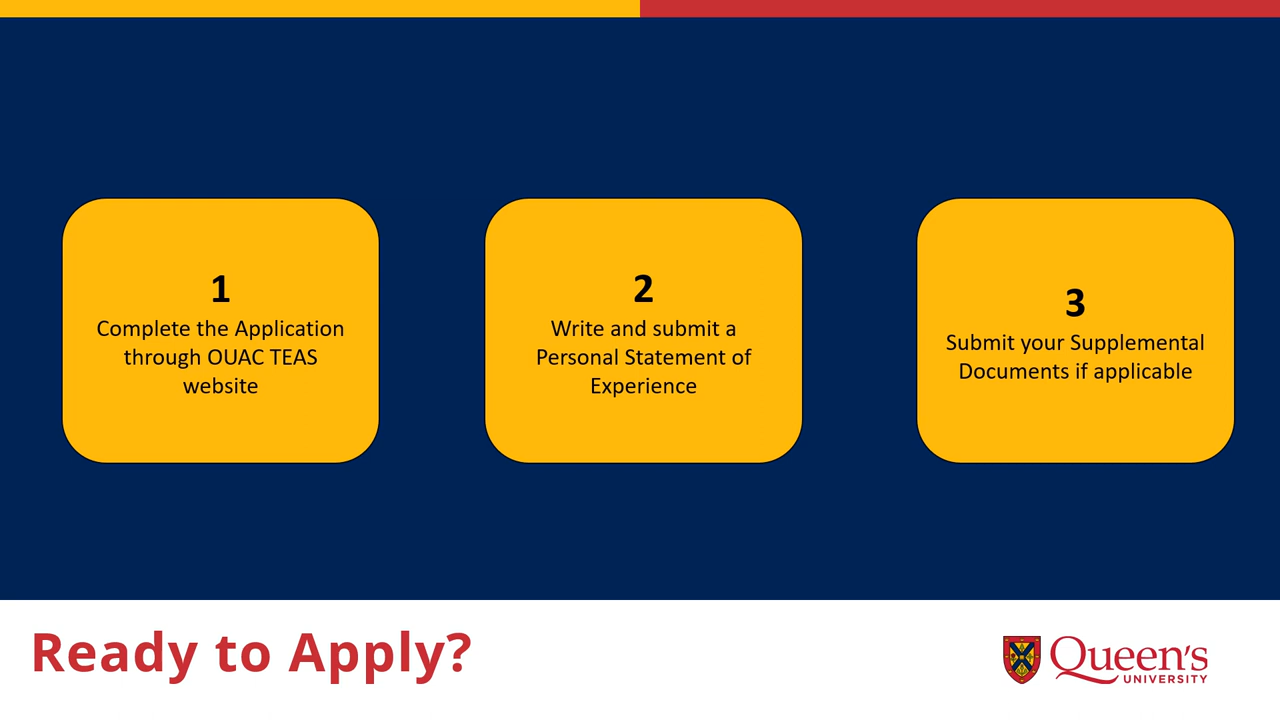 1
Complete the Application
through OUAC TEAS
website
2
Write and submit a
Personal Statement of
Experience
3
Submit your Supplemental
Documents if applicable
Ready to Apply?
Queen's
UNIVERSITY